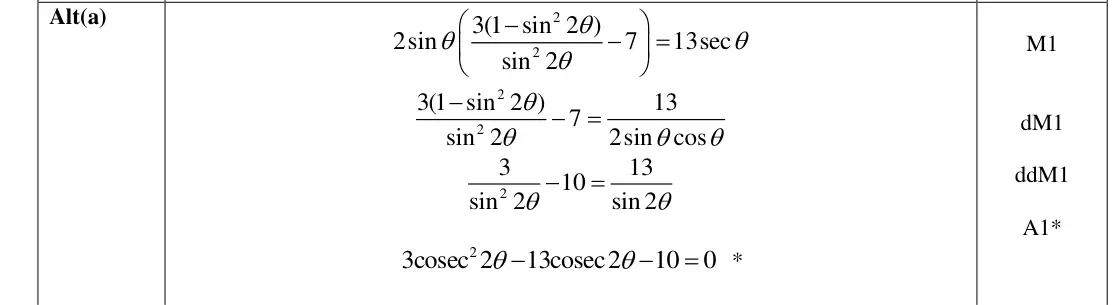 Alt(a)
2sinθ(3(1−sin²2θ)/sin²2θ − 7) = 13secθ M1
3(1−sin²2θ)/sin²2θ − 7 = 13/2sinθcosθ dM1
3/sin²2θ − 10 = 13/sin2θ ddM1
A1*
3cosec²2θ−13cosec2θ−10=0 *